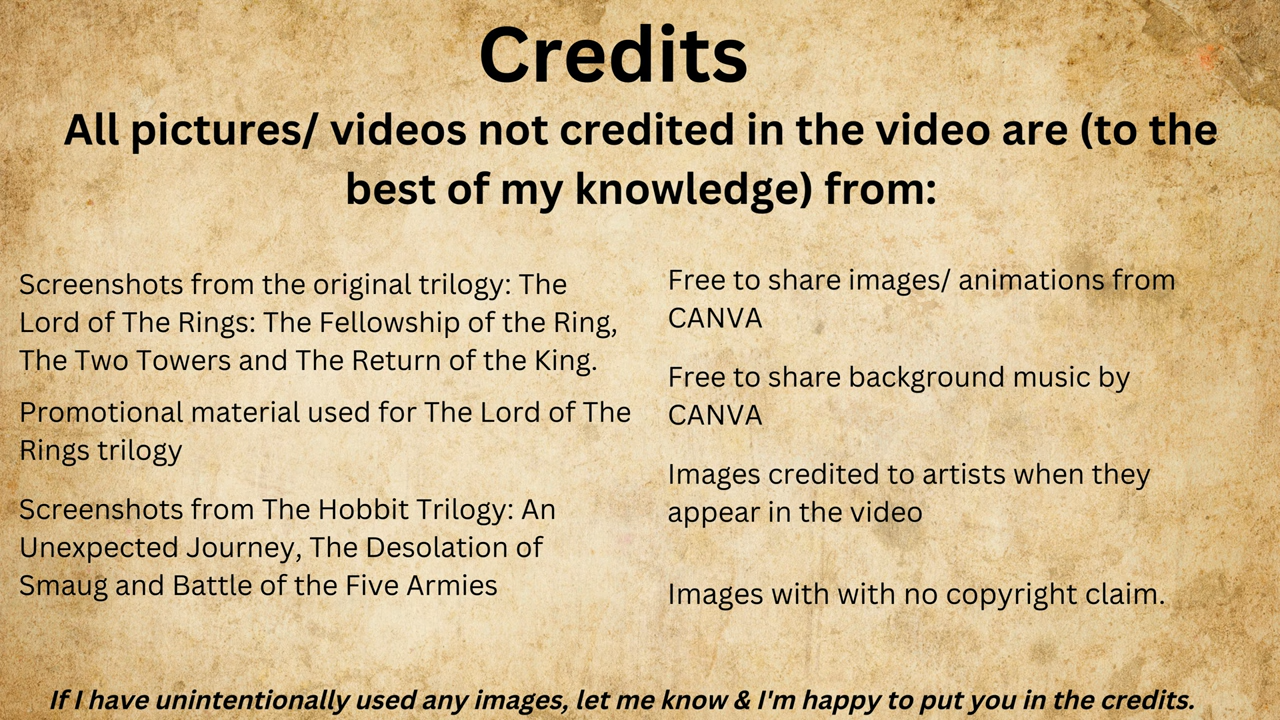 Credits
All pictures/ videos not credited in the video are (to the
best of my knowledge) from:
Screenshots from the original trilogy: The
Lord of The Rings: The Fellowship of the Ring,
The Two Towers and The Return of the King.
Promotional material used for The Lord of The
Rings trilogy
Screenshots from The Hobbit Trilogy: An
Unexpected Journey, The Desolation of
Smaug and Battle of the Five Armies
Free to share images/ animations from
CANVA
Free to share background music by
CANVA
Images credited to artists when they
appear in the video
Images with with no copyright claim.
If I have unintentionally used any images, let me know & I'm happy to put you in the credits.